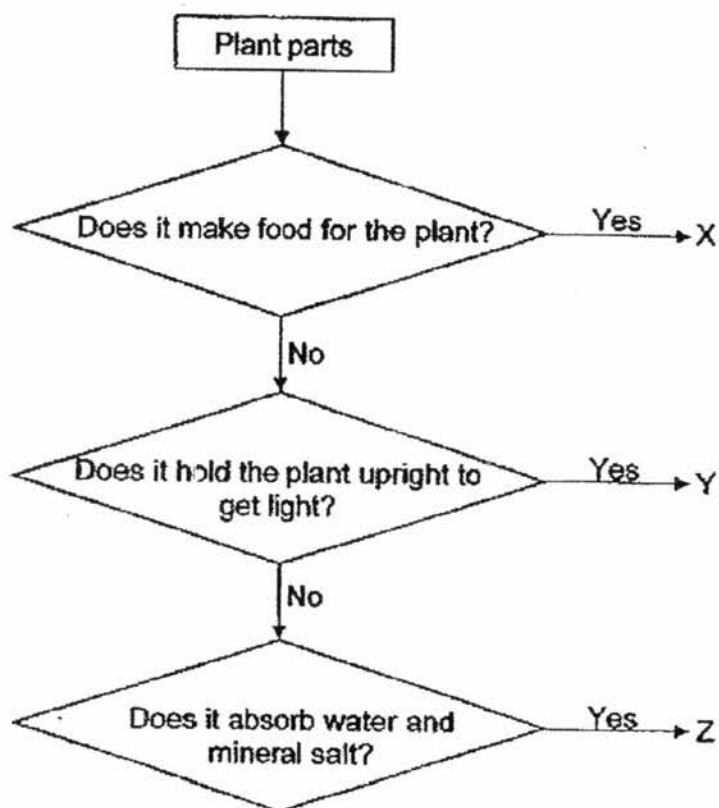 Plant parts
Does it make food for the plant?
Yes
X
No
Does it hold the plant upright to
get light?
Yes
Y
No
Does it absorb water and
mineral salt?
Yes
Z